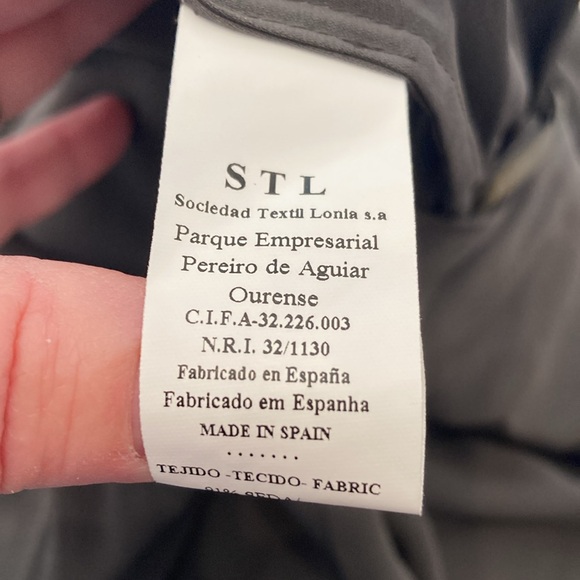 STL
Sociedad Textil Lonia s.a
Parque Empresarial
Pereiro de Aguiar
Ourense
C.I.F.A-32.226.003
N.R.I. 32/1130
Fabricado en España
Fabricado em Espanha
MADE IN SPAIN
.......
TEJIDO -TECIDO- FABRIC